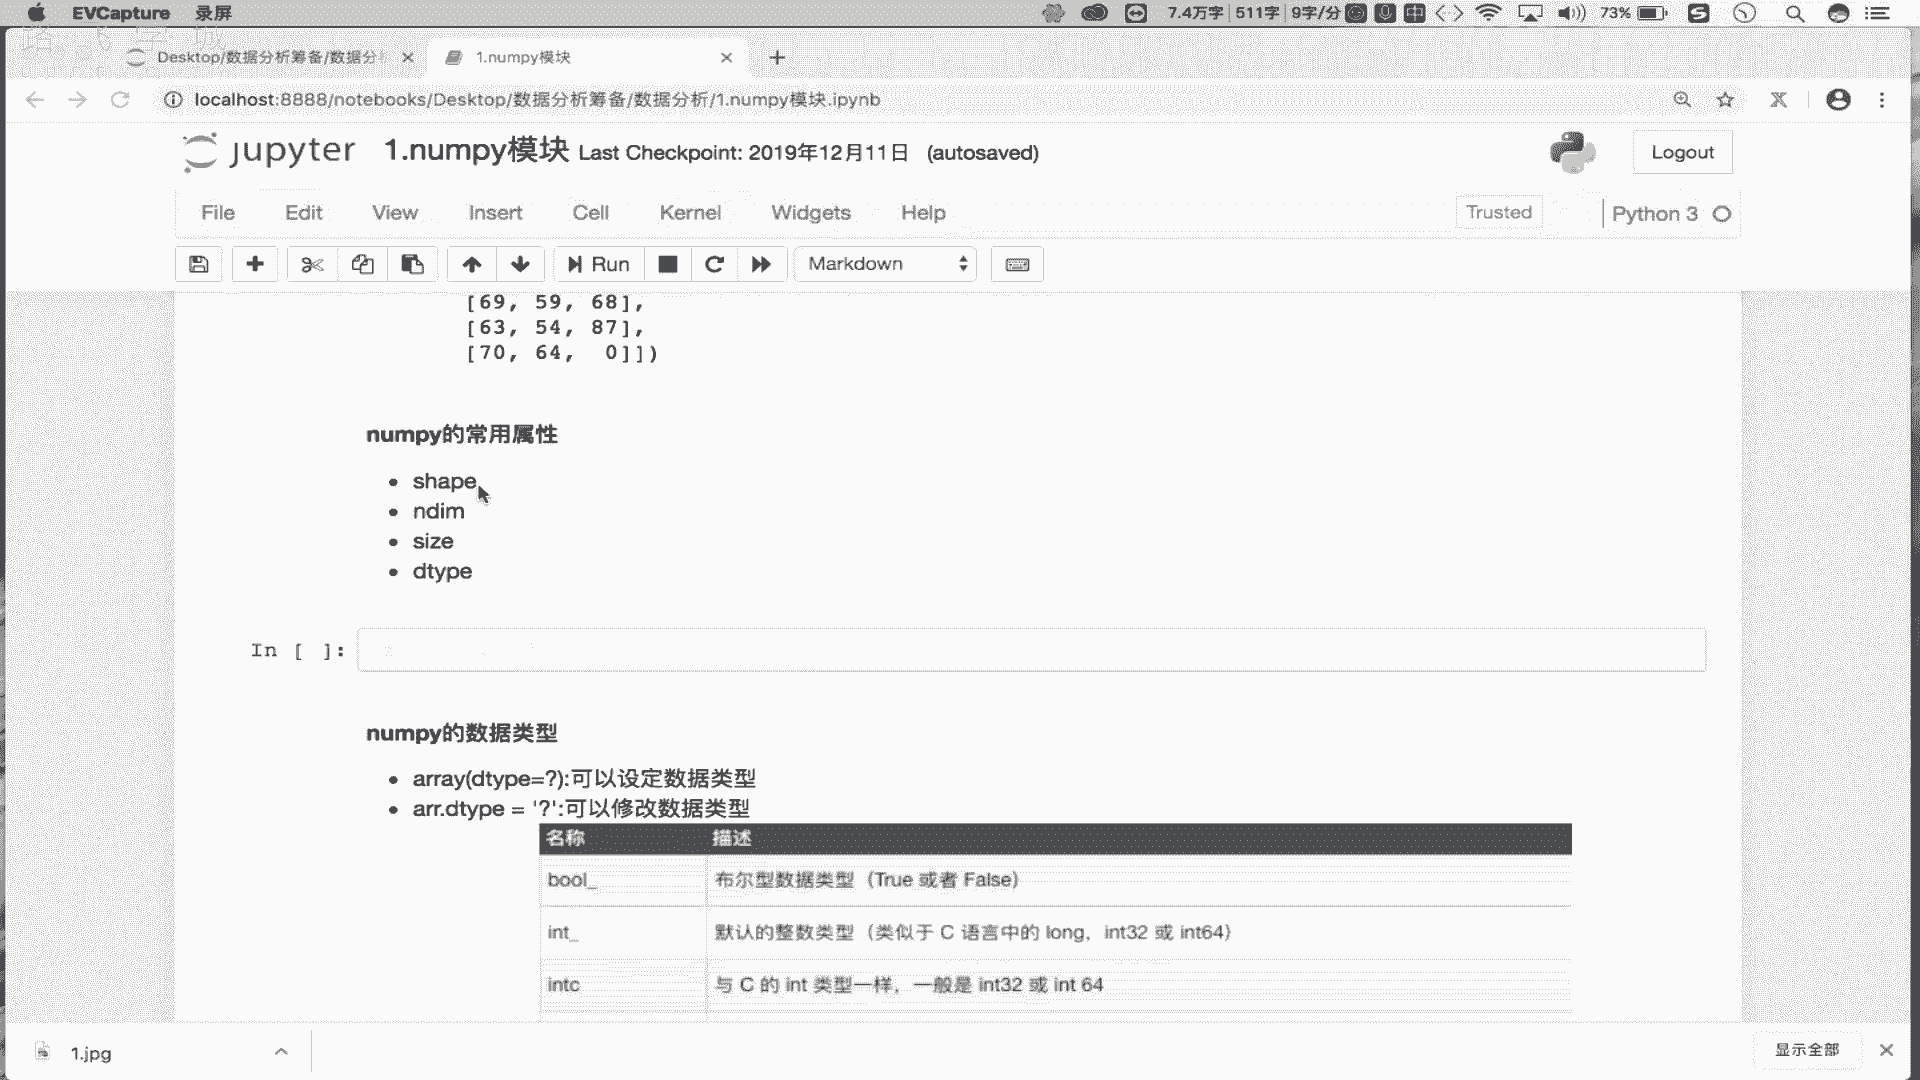 EVCapture 录屏 7.4万字 511字 9字/分 中 73%
Desktop/数据分析筹备/数据分 1.numpy模块
localhost:8888/notebooks/Desktop/数据分析筹备/数据分析/1.numpy模块.ipynb
jupyter 1.numpy模块 Last Checkpoint: 2019年12月11日 (autosaved) Logout
File Edit View Insert Cell Kernel Widgets Help Trusted Python 3
Run Markdown
[69, 59, 68],
[63, 54, 87],
[70, 64, 0]])
numpy的常用属性
• shape
• ndim
• size
• dtype
In [ ]:
numpy的数据类型
• array(dtype=?):可以设定数据类型
• arr.dtype = '?':可以修改数据类型
名称 描述
bool_ 布尔型数据类型（True 或者 False）
int_ 默认的整数类型（类似于 C 语言中的 long，int32 或 int64）
intc 与 C 的 int 类型一样，一般是 int32 或 int 64
1.jpg 显示全部